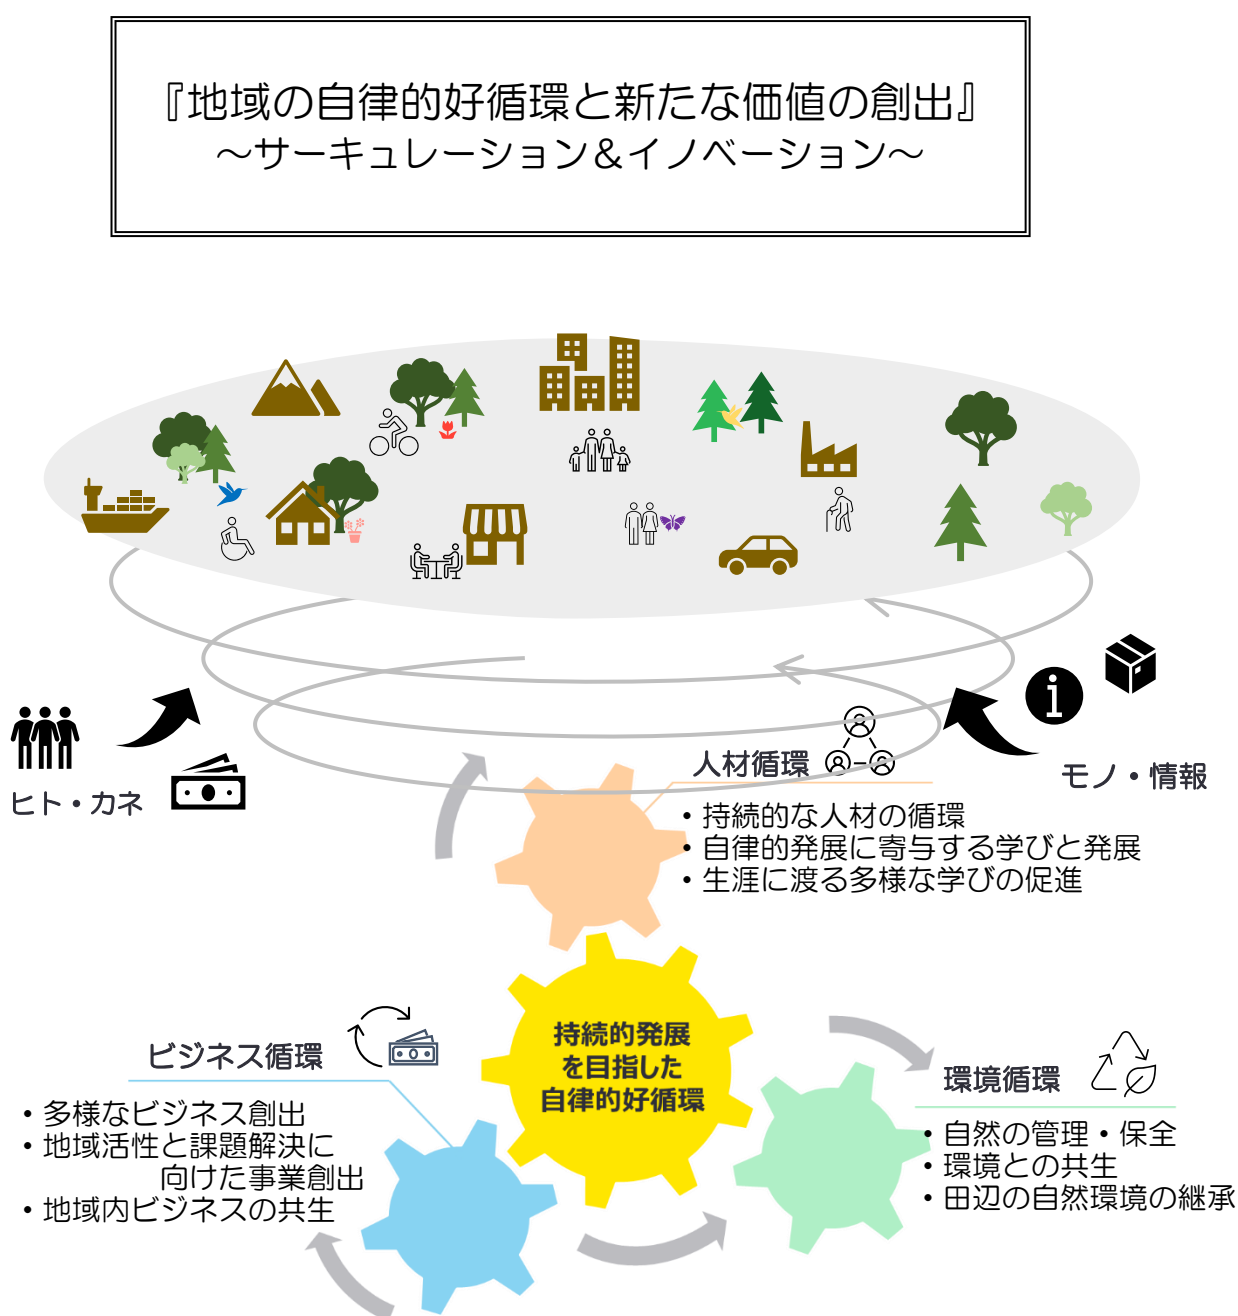 『地域の自律的好循環と新たな価値の創出』
～サーキュレーション＆イノベーション～
ヒト・カネ
モノ・情報
人材循環
・持続的な人材の循環
・自律的発展に寄与する学びと発展
・生涯に渡る多様な学びの促進
持続的発展
を目指した
自律的好循環
ビジネス循環
・多様なビジネス創出
・地域活性と課題解決に
向けた事業創出
・地域内ビジネスの共生
環境循環
・自然の管理・保全
・環境との共生
・田辺の自然環境の継承